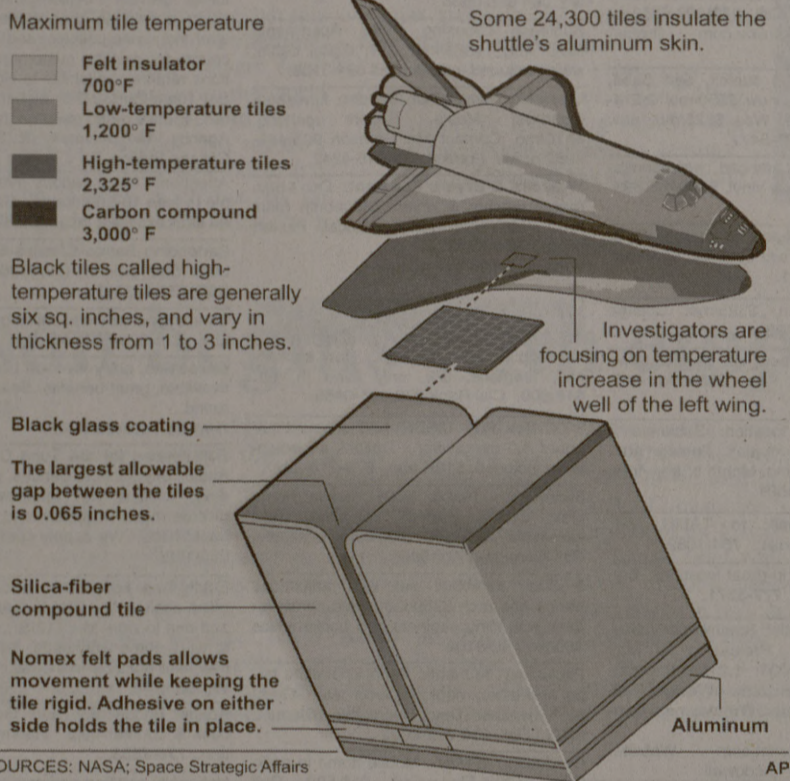 Maximum tile temperature
Felt insulator
700°F
Low-temperature tiles
1,200° F
High-temperature tiles
2,325° F
Carbon compound
3,000° F
Some 24,300 tiles insulate the
shuttle's aluminum skin.
Black tiles called high-
temperature tiles are generally
six sq. inches, and vary in
thickness from 1 to 3 inches.
Investigators are
focusing on temperature
increase in the wheel
well of the left wing.
Black glass coating
The largest allowable
gap between the tiles
is 0.065 inches.
Silica-fiber
compound tile
Nomex felt pads allows
movement while keeping the
tile rigid. Adhesive on either
side holds the tile in place.
Aluminum
OURCES: NASA; Space Strategic Affairs
AP